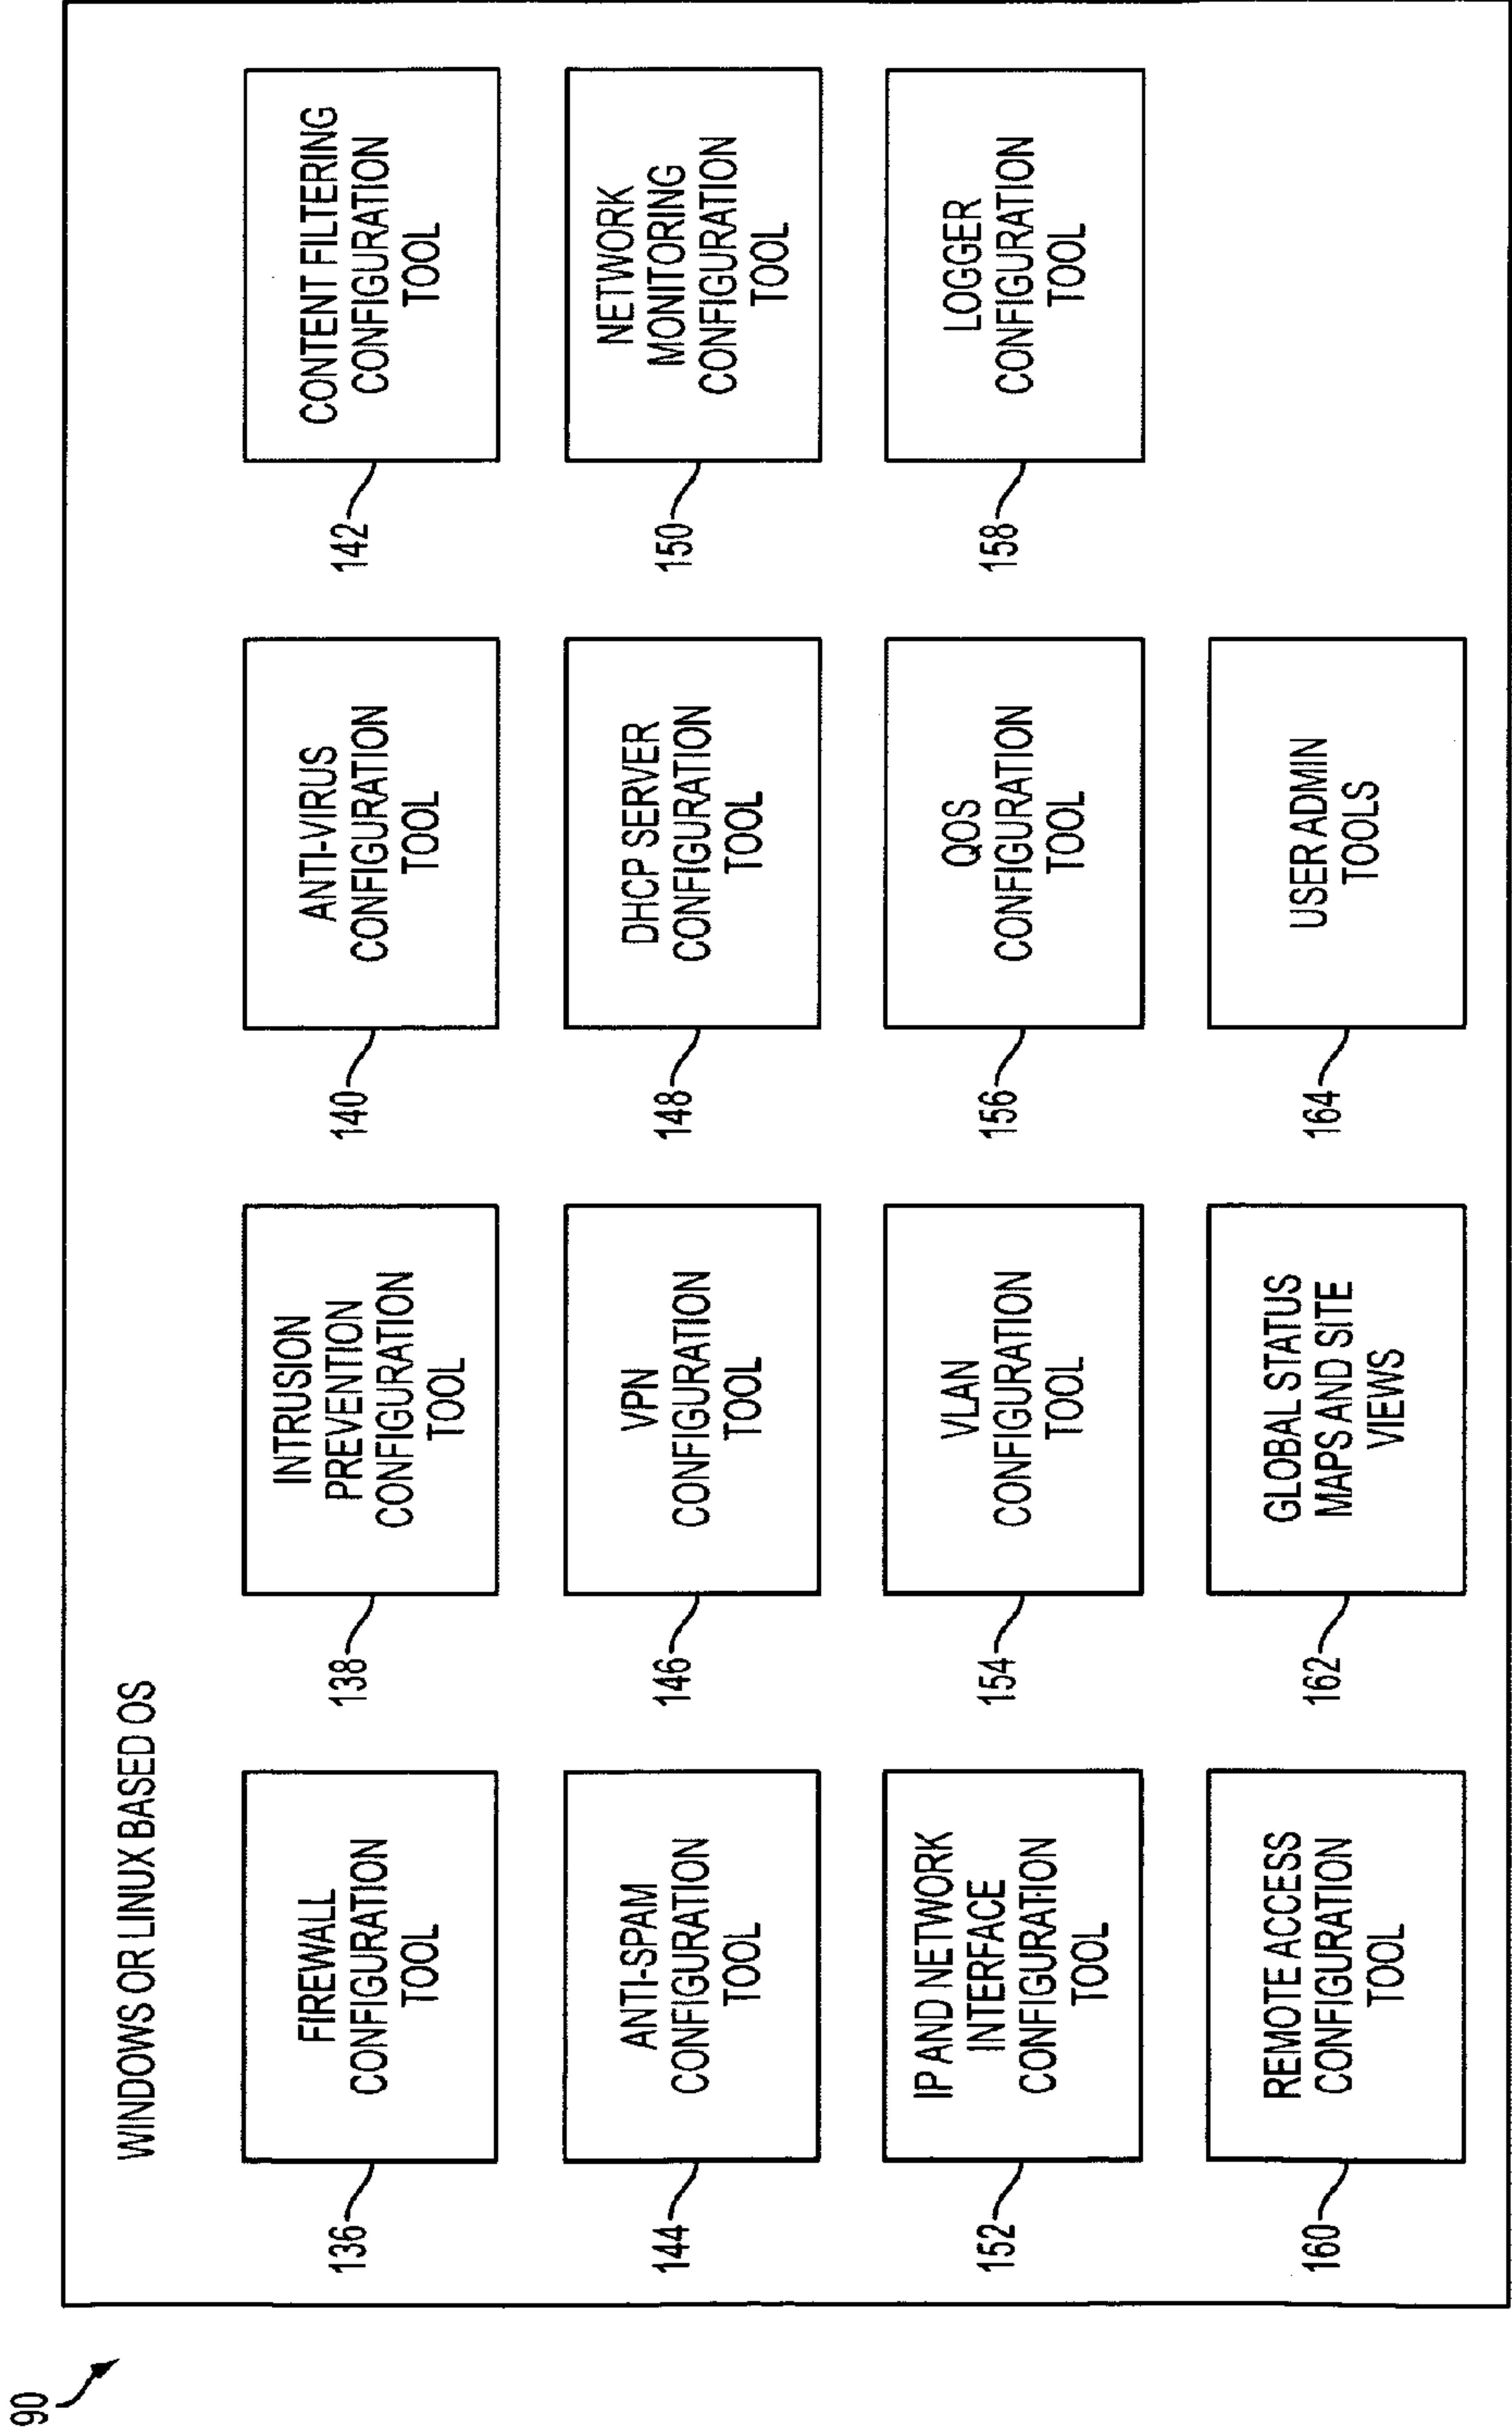 90
WINDOWS OR LINUX BASED OS
136
FIREWALL
CONFIGURATION
TOOL
138
INTRUSION
PREVENTION
CONFIGURATION
TOOL
140
ANTI-VIRUS
CONFIGURATION
TOOL
142
CONTENT FILTERING
CONFIGURATION
TOOL
144
ANTI-SPAM
CONFIGURATION
TOOL
146
VPN
CONFIGURATION
TOOL
148
DHCP SERVER
CONFIGURATION
TOOL
150
NETWORK
MONITORING
CONFIGURATION
TOOL
152
IP AND NETWORK
INTERFACE
CONFIGURATION
TOOL
154
VLAN
CONFIGURATION
TOOL
156
QOS
CONFIGURATION
TOOL
158
LOGGER
CONFIGURATION
TOOL
160
REMOTE ACCESS
CONFIGURATION
TOOL
162
GLOBAL STATUS
MAPS AND SITE
VIEWS
164
USER ADMIN
TOOLS